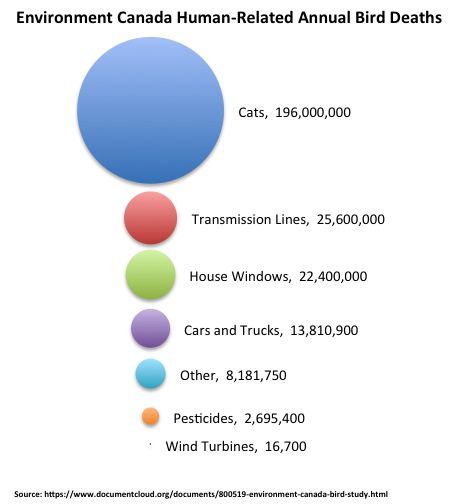 Environment Canada Human-Related Annual Bird Deaths
Cats, 196,000,000
Transmission Lines, 25,600,000
House Windows, 22,400,000
Cars and Trucks, 13,810,900
Other, 8,181,750
Pesticides, 2,695,400
Wind Turbines, 16,700
Source: https://www.documentcloud.org/documents/800519-environment-canada-bird-study.html